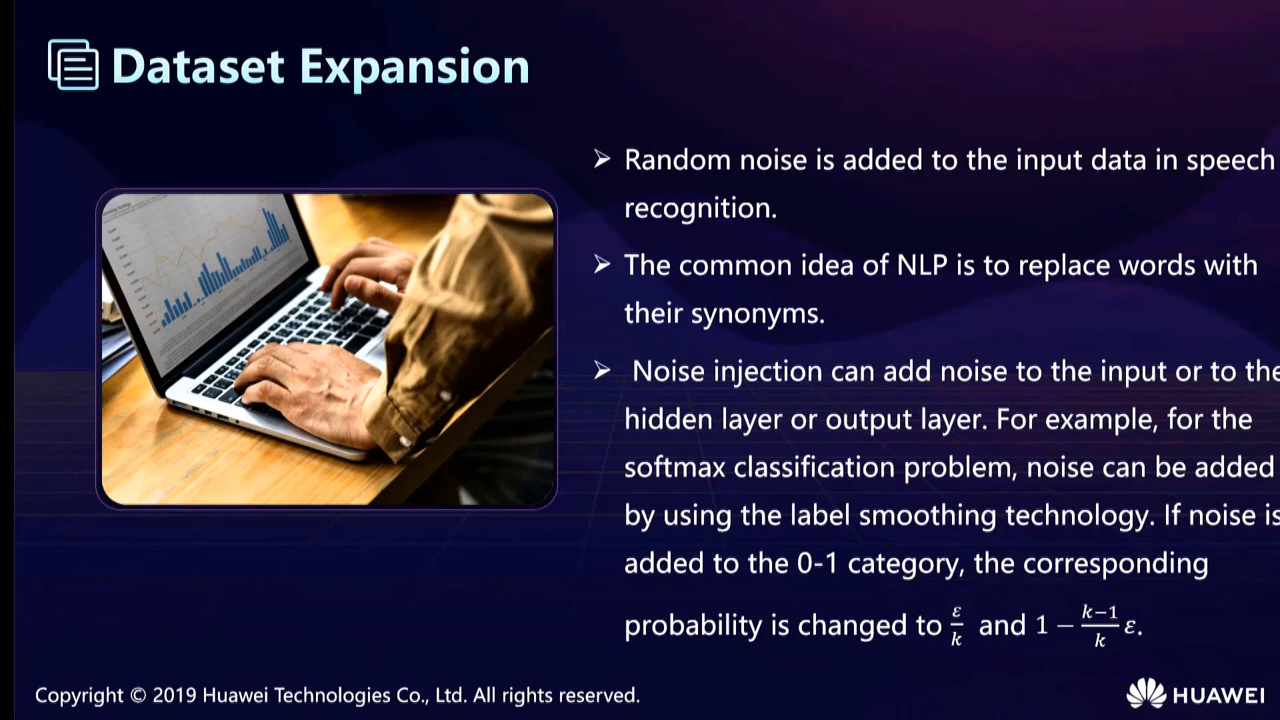 Dataset Expansion
➢ Random noise is added to the input data in speech
recognition.
➢ The common idea of NLP is to replace words with
their synonyms.
➢ Noise injection can add noise to the input or to the
hidden layer or output layer. For example, for the
softmax classification problem, noise can be added
by using the label smoothing technology. If noise is
added to the 0-1 category, the corresponding
probability is changed to ε/k and 1 − k−1/k ε.
Copyright © 2019 Huawei Technologies Co., Ltd. All rights reserved.
HUAWEI